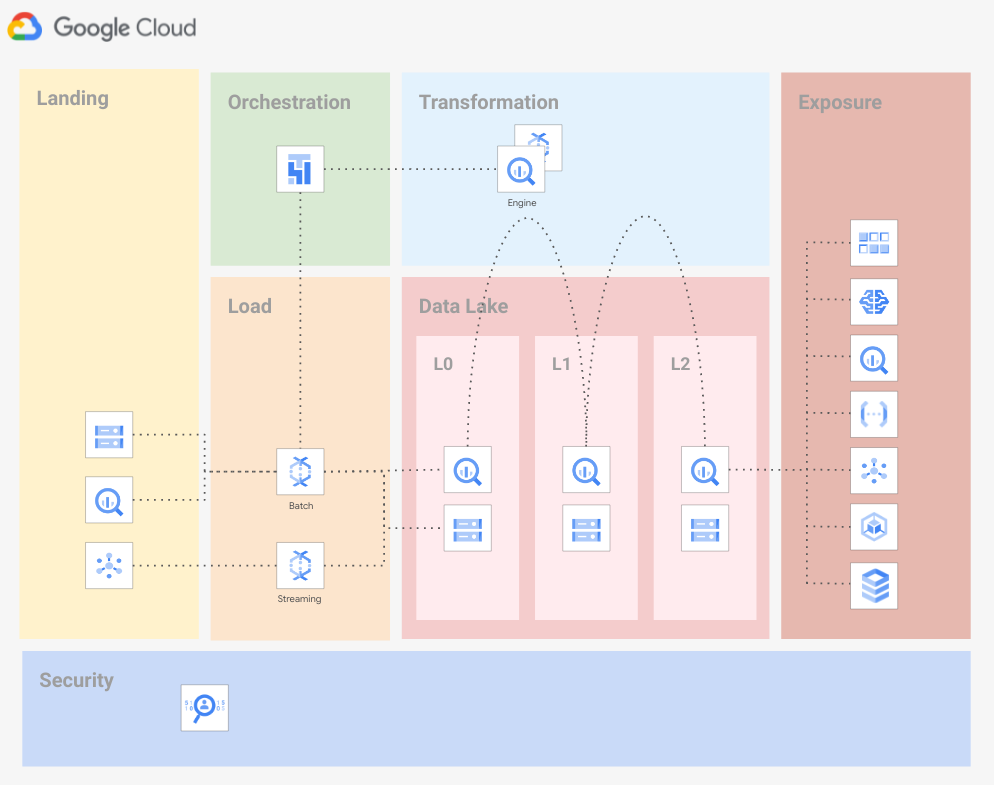 Google Cloud
Landing
Orchestration
Transformation
Exposure
Engine
Load
Data Lake
L0
L1
L2
Batch
Streaming
Security